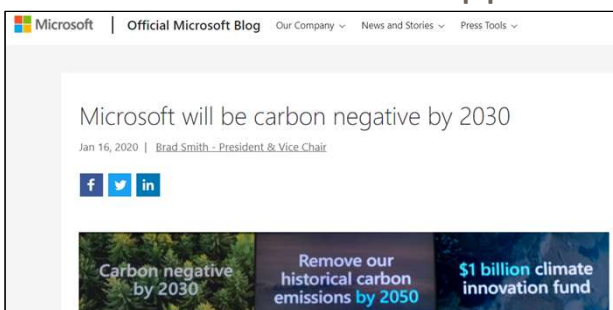 Microsoft | Official Microsoft Blog Our Company News and Stories Press Tools
Microsoft will be carbon negative by 2030
Jan 16, 2020 | Brad Smith - President & Vice Chair
f in
Carbon negative
by 2030
Remove our
historical carbon
emissions by 2050
$1 billion climate
innovation fund